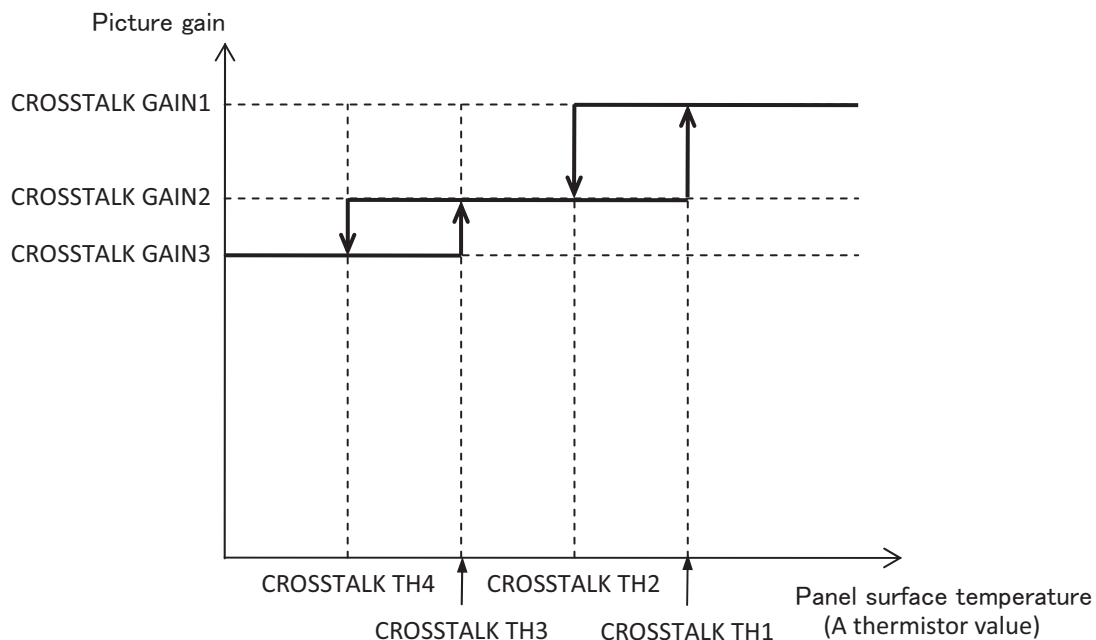 Picture gain
CROSSTALK GAIN1
CROSSTALK GAIN2
CROSSTALK GAIN3
CROSSTALK TH4
CROSSTALK TH2
CROSSTALK TH3
CROSSTALK TH1
Panel surface temperature
(A thermistor value)